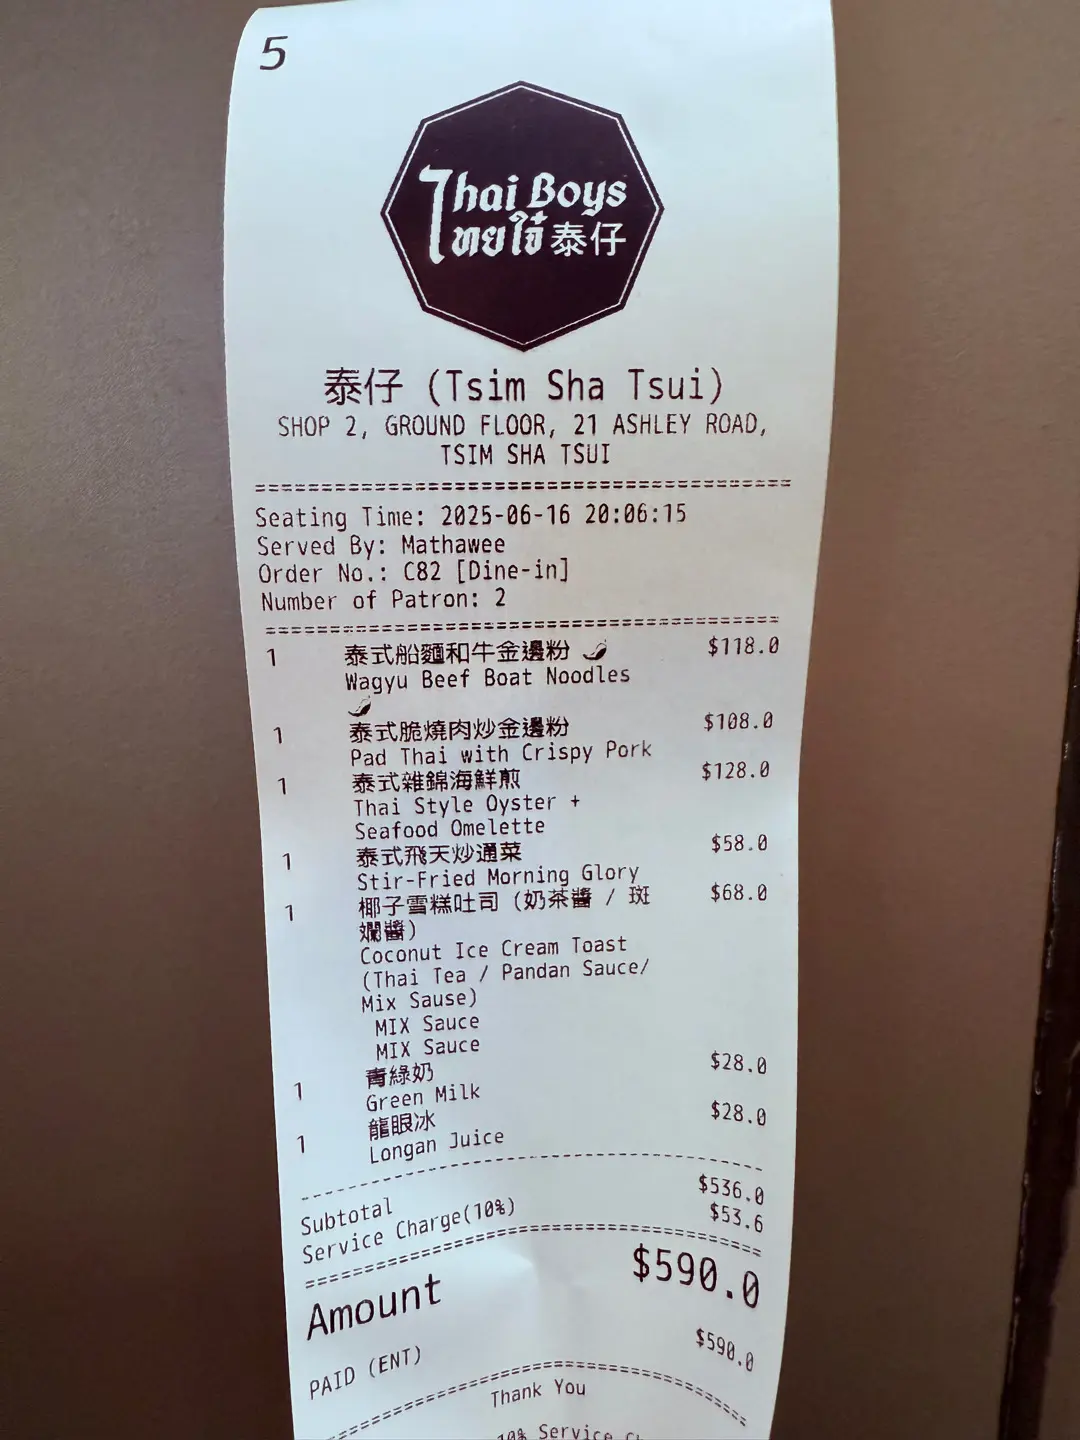 5
Thai Boys
ไทยใจ๋ 泰仔
泰仔 (Tsim Sha Tsui)
SHOP 2, GROUND FLOOR, 21 ASHLEY ROAD,
TSIM SHA TSUI
Seating Time: 2025-06-16 20:06:15
Served By: Mathawee
Order No.: C82 [Dine-in]
Number of Patron: 2
1 泰式船麵和牛金邊粉 🌶 $118.0
Wagyu Beef Boat Noodles
🌶
1 泰式脆燒肉炒金邊粉 $108.0
Pad Thai with Crispy Pork
1 泰式雜錦海鮮煎 $128.0
Thai Style Oyster +
Seafood Omelette
1 泰式飛天炒通菜 $58.0
Stir-Fried Morning Glory
1 椰子雪糕吐司 (奶茶醬 / 斑 $68.0
斕醬)
Coconut Ice Cream Toast
(Thai Tea / Pandan Sauce/
Mix Sause)
MIX Sauce
MIX Sauce
1 青綠奶 $28.0
Green Milk
1 龍眼冰 $28.0
Longan Juice
Subtotal $536.0
Service Charge(10%) $53.6
Amount $590.0
PAID (ENT) $590.0
Thank You
10% Service